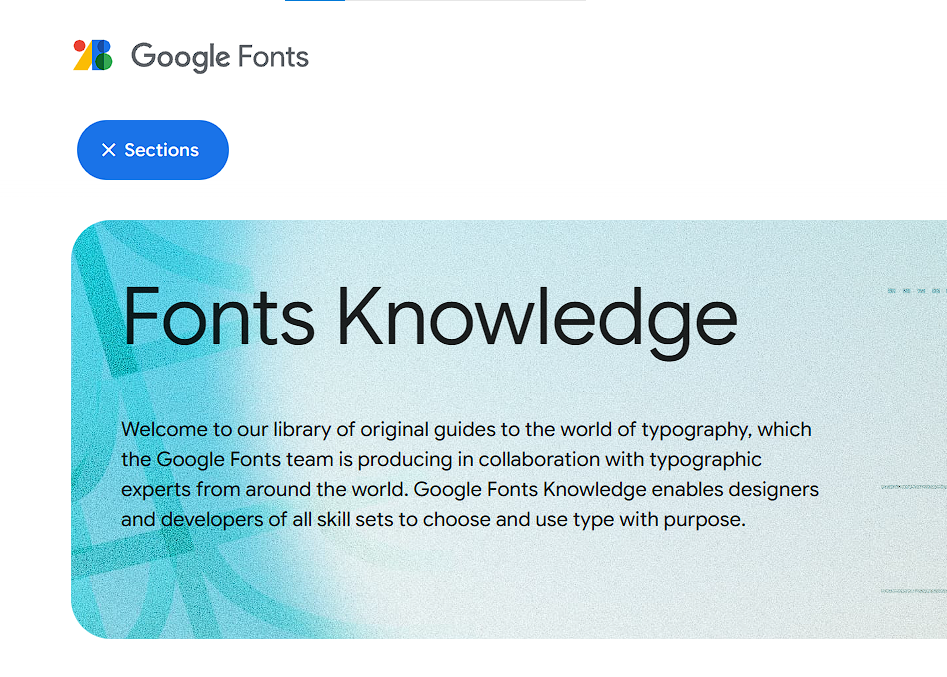 Google Fonts
Sections
Fonts Knowledge
Welcome to our library of original guides to the world of typography, which
the Google Fonts team is producing in collaboration with typographic
experts from around the world. Google Fonts Knowledge enables designers
and developers of all skill sets to choose and use type with purpose.